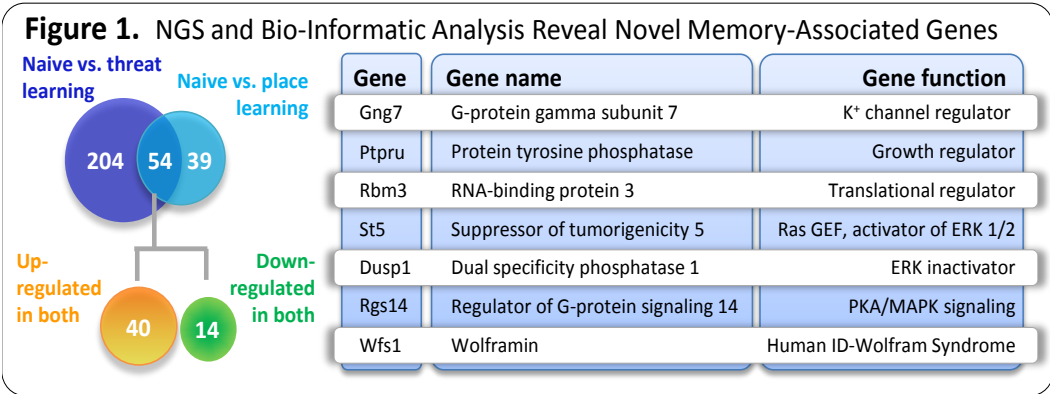 Figure 1. NGS and Bio-Informatic Analysis Reveal Novel Memory-Associated Genes
Naive vs. threat
learning
Naive vs. place
learning
204 54 39
Up-
regulated
in both
Down-
regulated
in both
40
14
Gene Gene name Gene function
Gng7 G-protein gamma subunit 7 K⁺ channel regulator
Ptpru Protein tyrosine phosphatase Growth regulator
Rbm3 RNA-binding protein 3 Translational regulator
St5 Suppressor of tumorigenicity 5 Ras GEF, activator of ERK 1/2
Dusp1 Dual specificity phosphatase 1 ERK inactivator
Rgs14 Regulator of G-protein signaling 14 PKA/MAPK signaling
Wfs1 Wolframin Human ID-Wolfram Syndrome